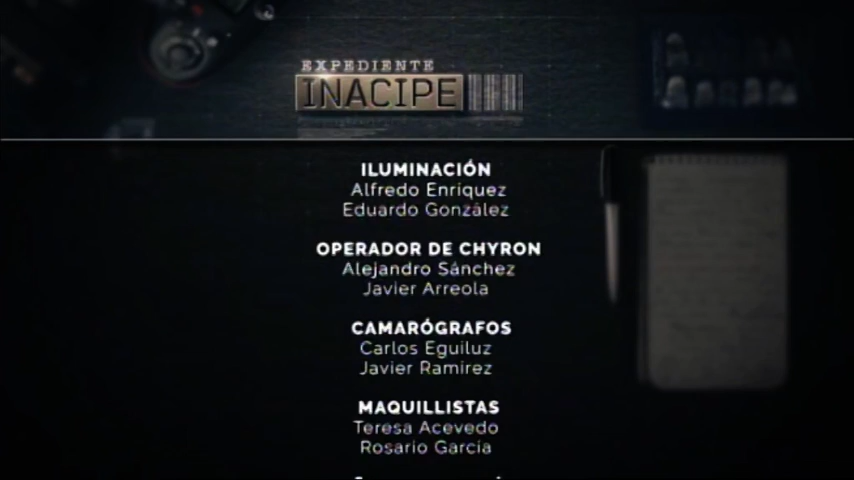 EXPEDIENTE
INACIPE
ILUMINACIÓN
Alfredo Enríquez
Eduardo González
OPERADOR DE CHYRON
Alejandro Sánchez
Javier Arreola
CAMARÓGRAFOS
Carlos Eguiluz
Javier Ramírez
MAQUILLISTAS
Teresa Acevedo
Rosario García